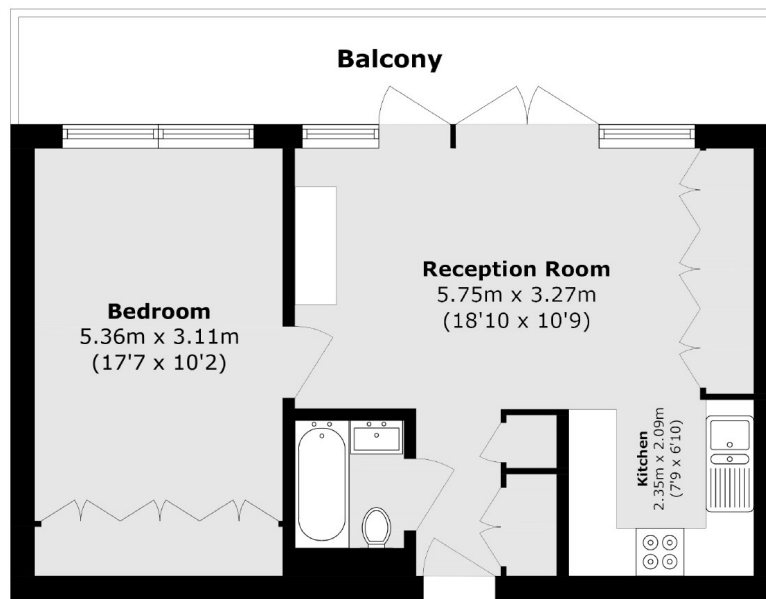 Balcony
Bedroom
5.36m x 3.11m
(17'7 x 10'2)
Reception Room
5.75m x 3.27m
(18'10 x 10'9)
Kitchen
2.35m x 2.09m
(7'9 x 6'10)